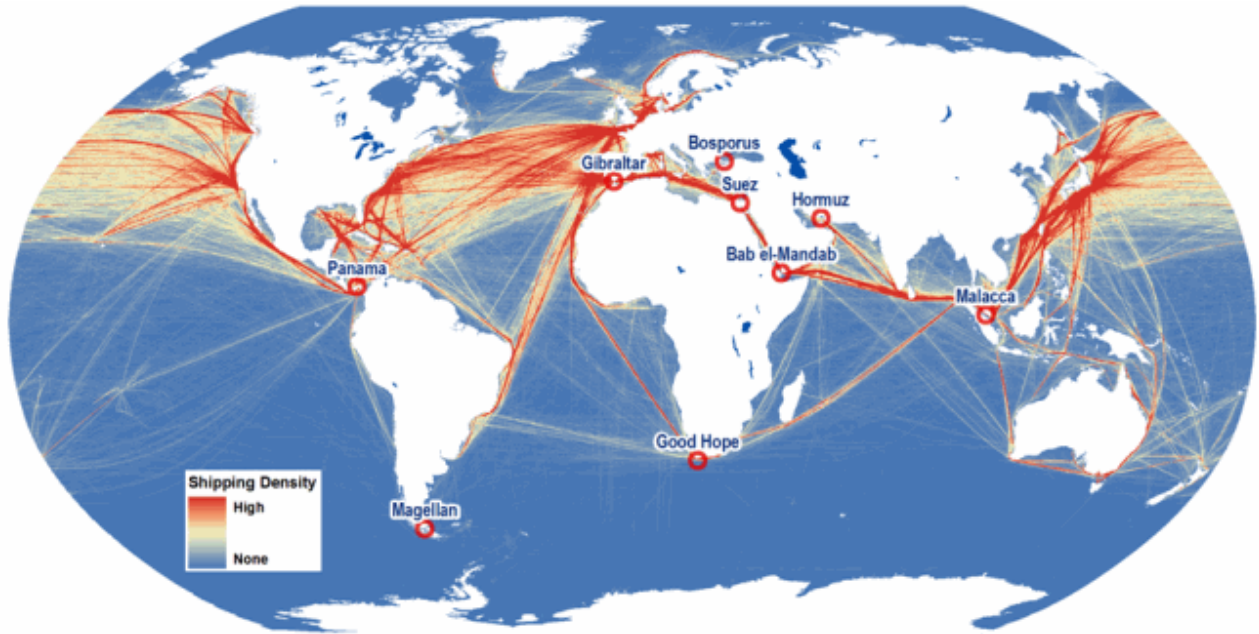 Bosporus
Gibraltar
Suez
Hormuz
Bab el-Mandab
Panama
Malacca
Good Hope
Magellan
Shipping Density
High
None